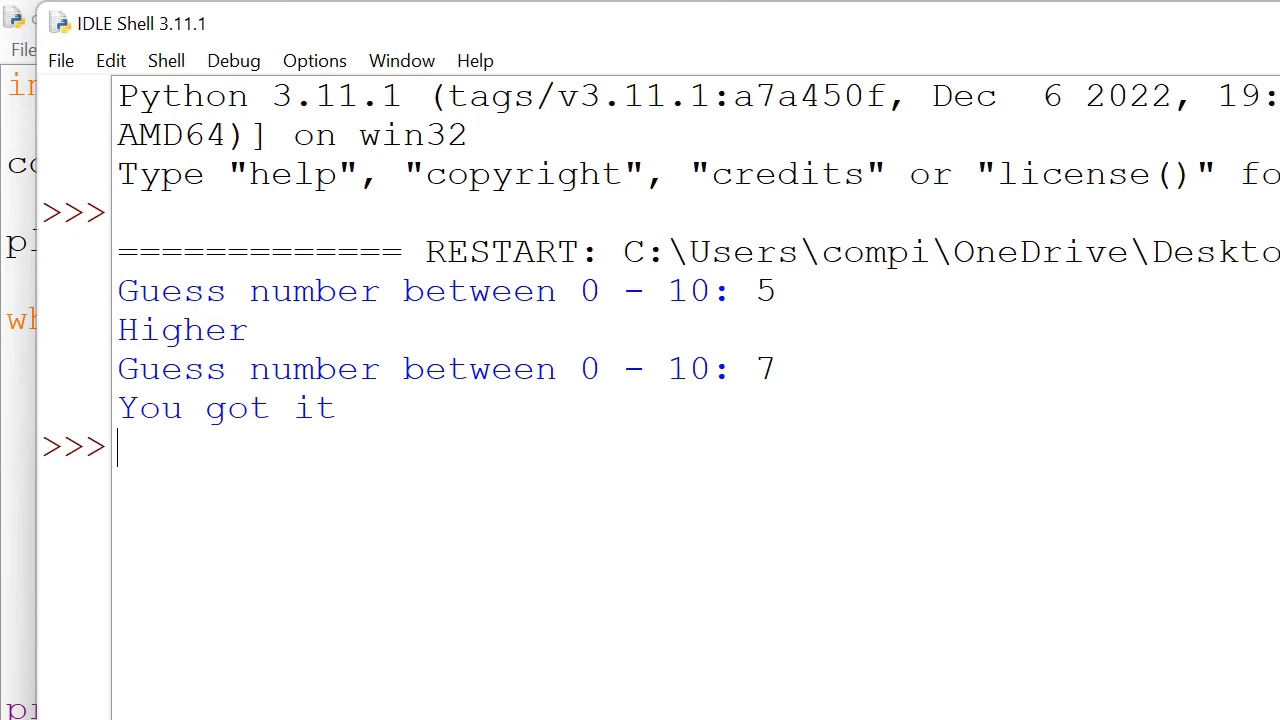 IDLE Shell 3.11.1
File
File Edit Shell Debug Options Window Help
Python 3.11.1 (tags/v3.11.1:a7a450f, Dec  6 2022, 19:
AMD64)] on win32
Type "help", "copyright", "credits" or "license()" fo
>>>
============= RESTART: C:\Users\compi\OneDrive\Deskto
Guess number between 0 - 10: 5
Higher
Guess number between 0 - 10: 7
You got it
>>>